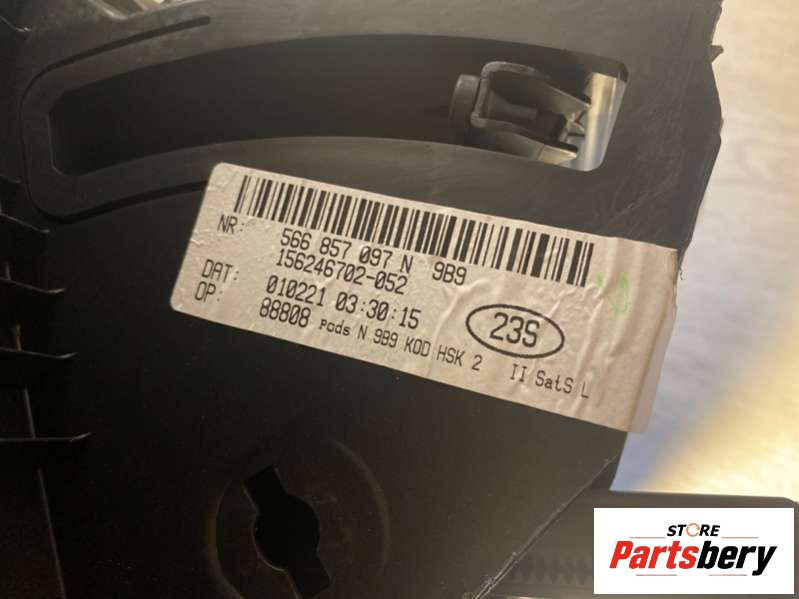 NR: 566 857 097 N 9B9
156246702-052
DAT: 010221 03:30:15
OP: 88808 Pods N 9B9 KOD HSK 2 II SatS L
23S
STORE
Partsbery